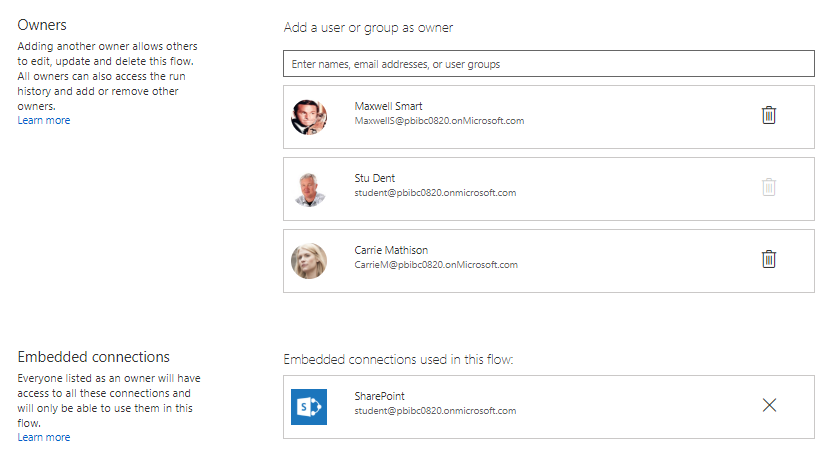 Owners
Adding another owner allows others
to edit, update and delete this flow.
All owners can also access the run
history and add or remove other
owners.
Learn more
Add a user or group as owner
Enter names, email addresses, or user groups
Maxwell Smart
MaxwellS@pbibc0820.onMicrosoft.com
Stu Dent
student@pbibc0820.onmicrosoft.com
Carrie Mathison
CarrieM@pbibc0820.onMicrosoft.com
Embedded connections
Everyone listed as an owner will have
access to all these connections and
will only be able to use them in this
flow.
Learn more
Embedded connections used in this flow:
S
SharePoint
student@pbibc0820.onmicrosoft.com